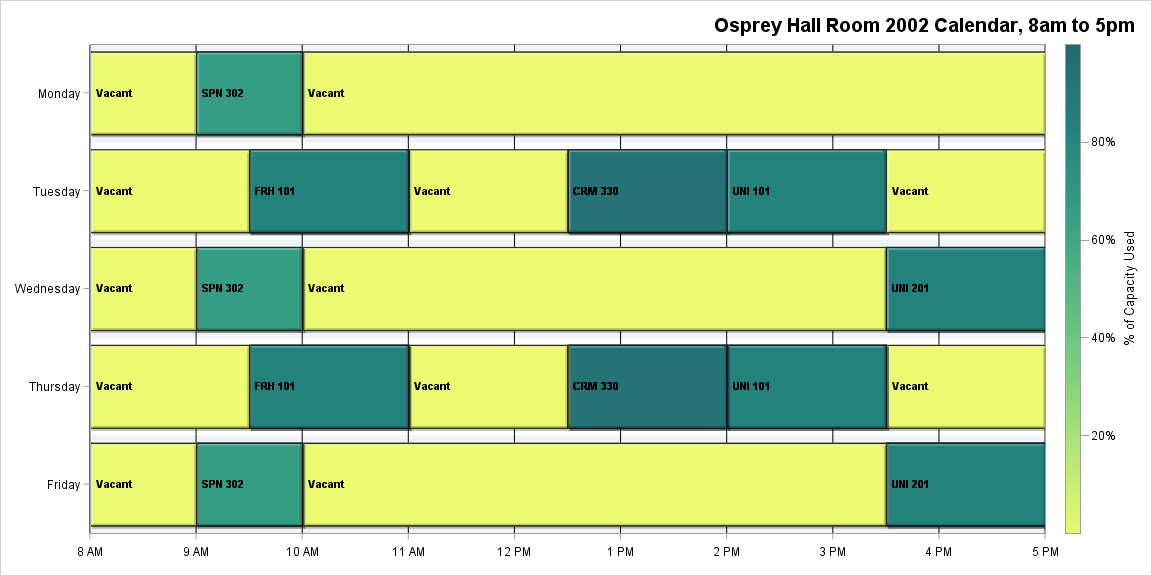 Osprey Hall Room 2002 Calendar, 8am to 5pm
Monday
Vacant
SPN 302
Vacant
Tuesday
Vacant
FRH 101
Vacant
CRM 330
UNI 101
Vacant
Wednesday
Vacant
SPN 302
Vacant
UNI 201
Thursday
Vacant
FRH 101
Vacant
CRM 330
UNI 101
Vacant
Friday
Vacant
SPN 302
Vacant
UNI 201
8 AM
9 AM
10 AM
11 AM
12 PM
1 PM
2 PM
3 PM
4 PM
5 PM
80%
60%
40%
20%
% of Capacity Used